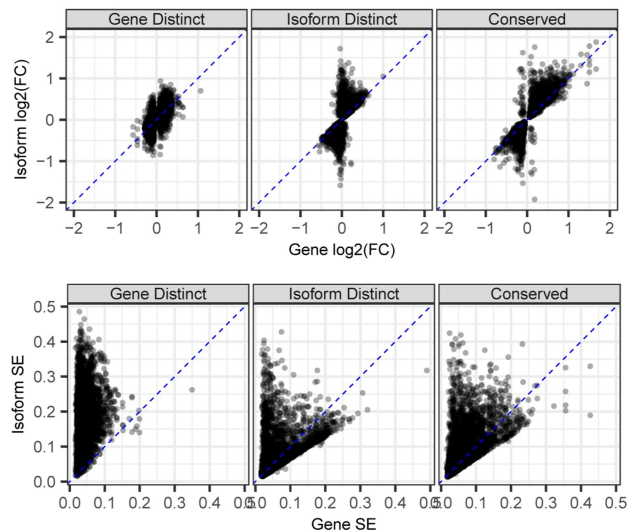 Gene Distinct Isoform Distinct Conserved
Isoform log2(FC)
2
1
0
−1
−2
−2 −1 0 1 2 −2 −1 0 1 2 −2 −1 0 1 2
Gene log2(FC)
Gene Distinct Isoform Distinct Conserved
Isoform SE
0.5
0.4
0.3
0.2
0.1
0.0
0.0 0.1 0.2 0.3 0.4 0.5 0.0 0.1 0.2 0.3 0.4 0.5 0.0 0.1 0.2 0.3 0.4 0.5
Gene SE